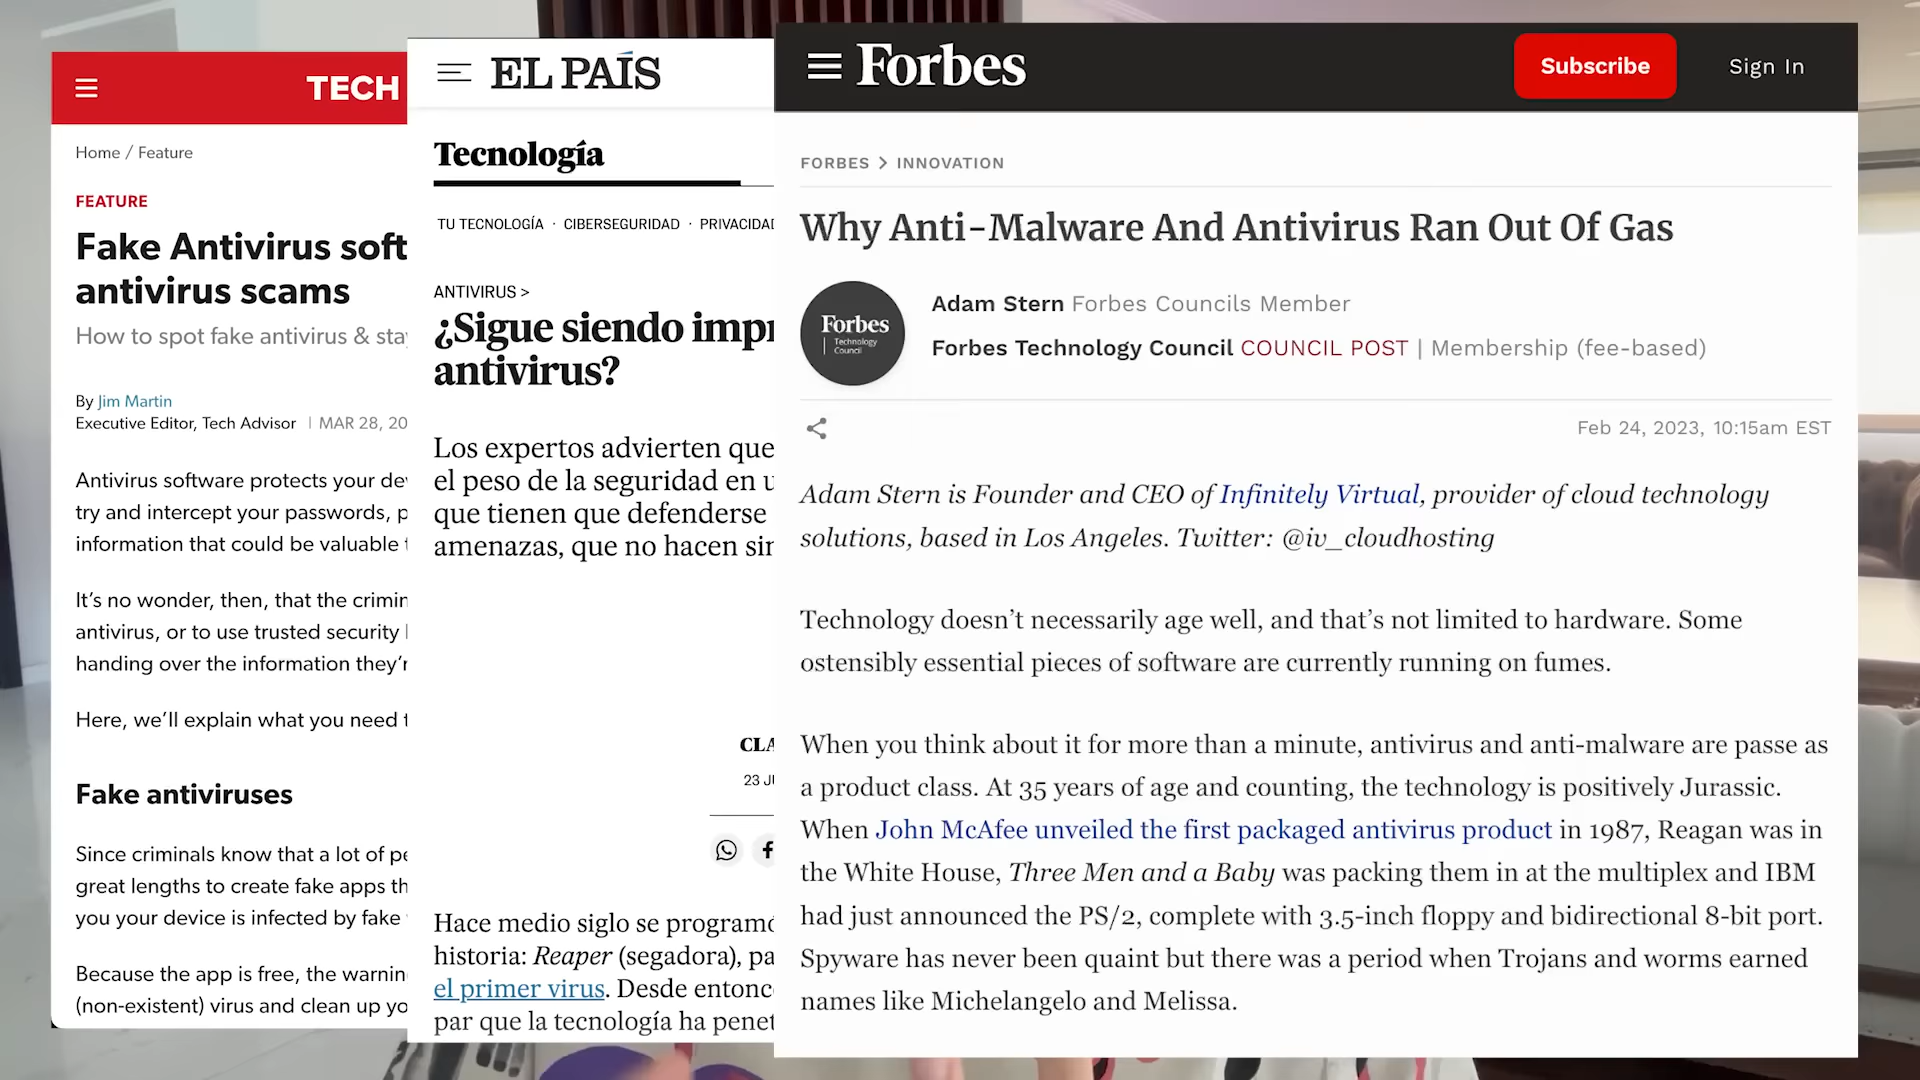 TECH
Home / Feature
FEATURE
Fake Antivirus
antivirus scams
How to spot fake antivirus &
By Jim Martin
Executive Editor, Tech Advisor | MAR 28,
Antivirus software protects your
try and intercept your passwords,
information that could be valuable
It's no wonder, then, that the
antivirus, or to use trusted security
handing over the information
Here, we'll explain what you need
Fake antiviruses
Since criminals know that a lot of
great lengths to create fake apps
you your device is infected by fake
Because the app is free, the
(non-existent) virus and clean up
EL PAÍS
Tecnología
TU TECNOLOGÍA · CIBERSEGURIDAD · PRIVACIDAD
ANTIVIRUS >
¿Sigue siendo
antivirus?
Los expertos advierten que
el peso de la seguridad en
que tienen que defenderse
amenazas, que no hacen
23
Hace medio siglo se programó
historia: Reaper (segadora),
el primer virus. Desde
par que la tecnología ha
Forbes
Subscribe
Sign In
FORBES > INNOVATION
Why Anti-Malware And Antivirus Ran Out Of Gas
Forbes
Technology
Council
Adam Stern Forbes Councils Member
Forbes Technology Council COUNCIL POST | Membership (fee-based)
Feb 24, 2023, 10:15am EST
Adam Stern is Founder and CEO of Infinitely Virtual, provider of cloud technology
solutions, based in Los Angeles. Twitter: @iv_cloudhosting
Technology doesn't necessarily age well, and that's not limited to hardware. Some
ostensibly essential pieces of software are currently running on fumes.
When you think about it for more than a minute, antivirus and anti-malware are passe as
a product class. At 35 years of age and counting, the technology is positively Jurassic.
When John McAfee unveiled the first packaged antivirus product in 1987, Reagan was in
the White House, Three Men and a Baby was packing them in at the multiplex and IBM
had just announced the PS/2, complete with 3.5-inch floppy and bidirectional 8-bit port.
Spyware has never been quaint but there was a period when Trojans and worms earned
names like Michelangelo and Melissa.